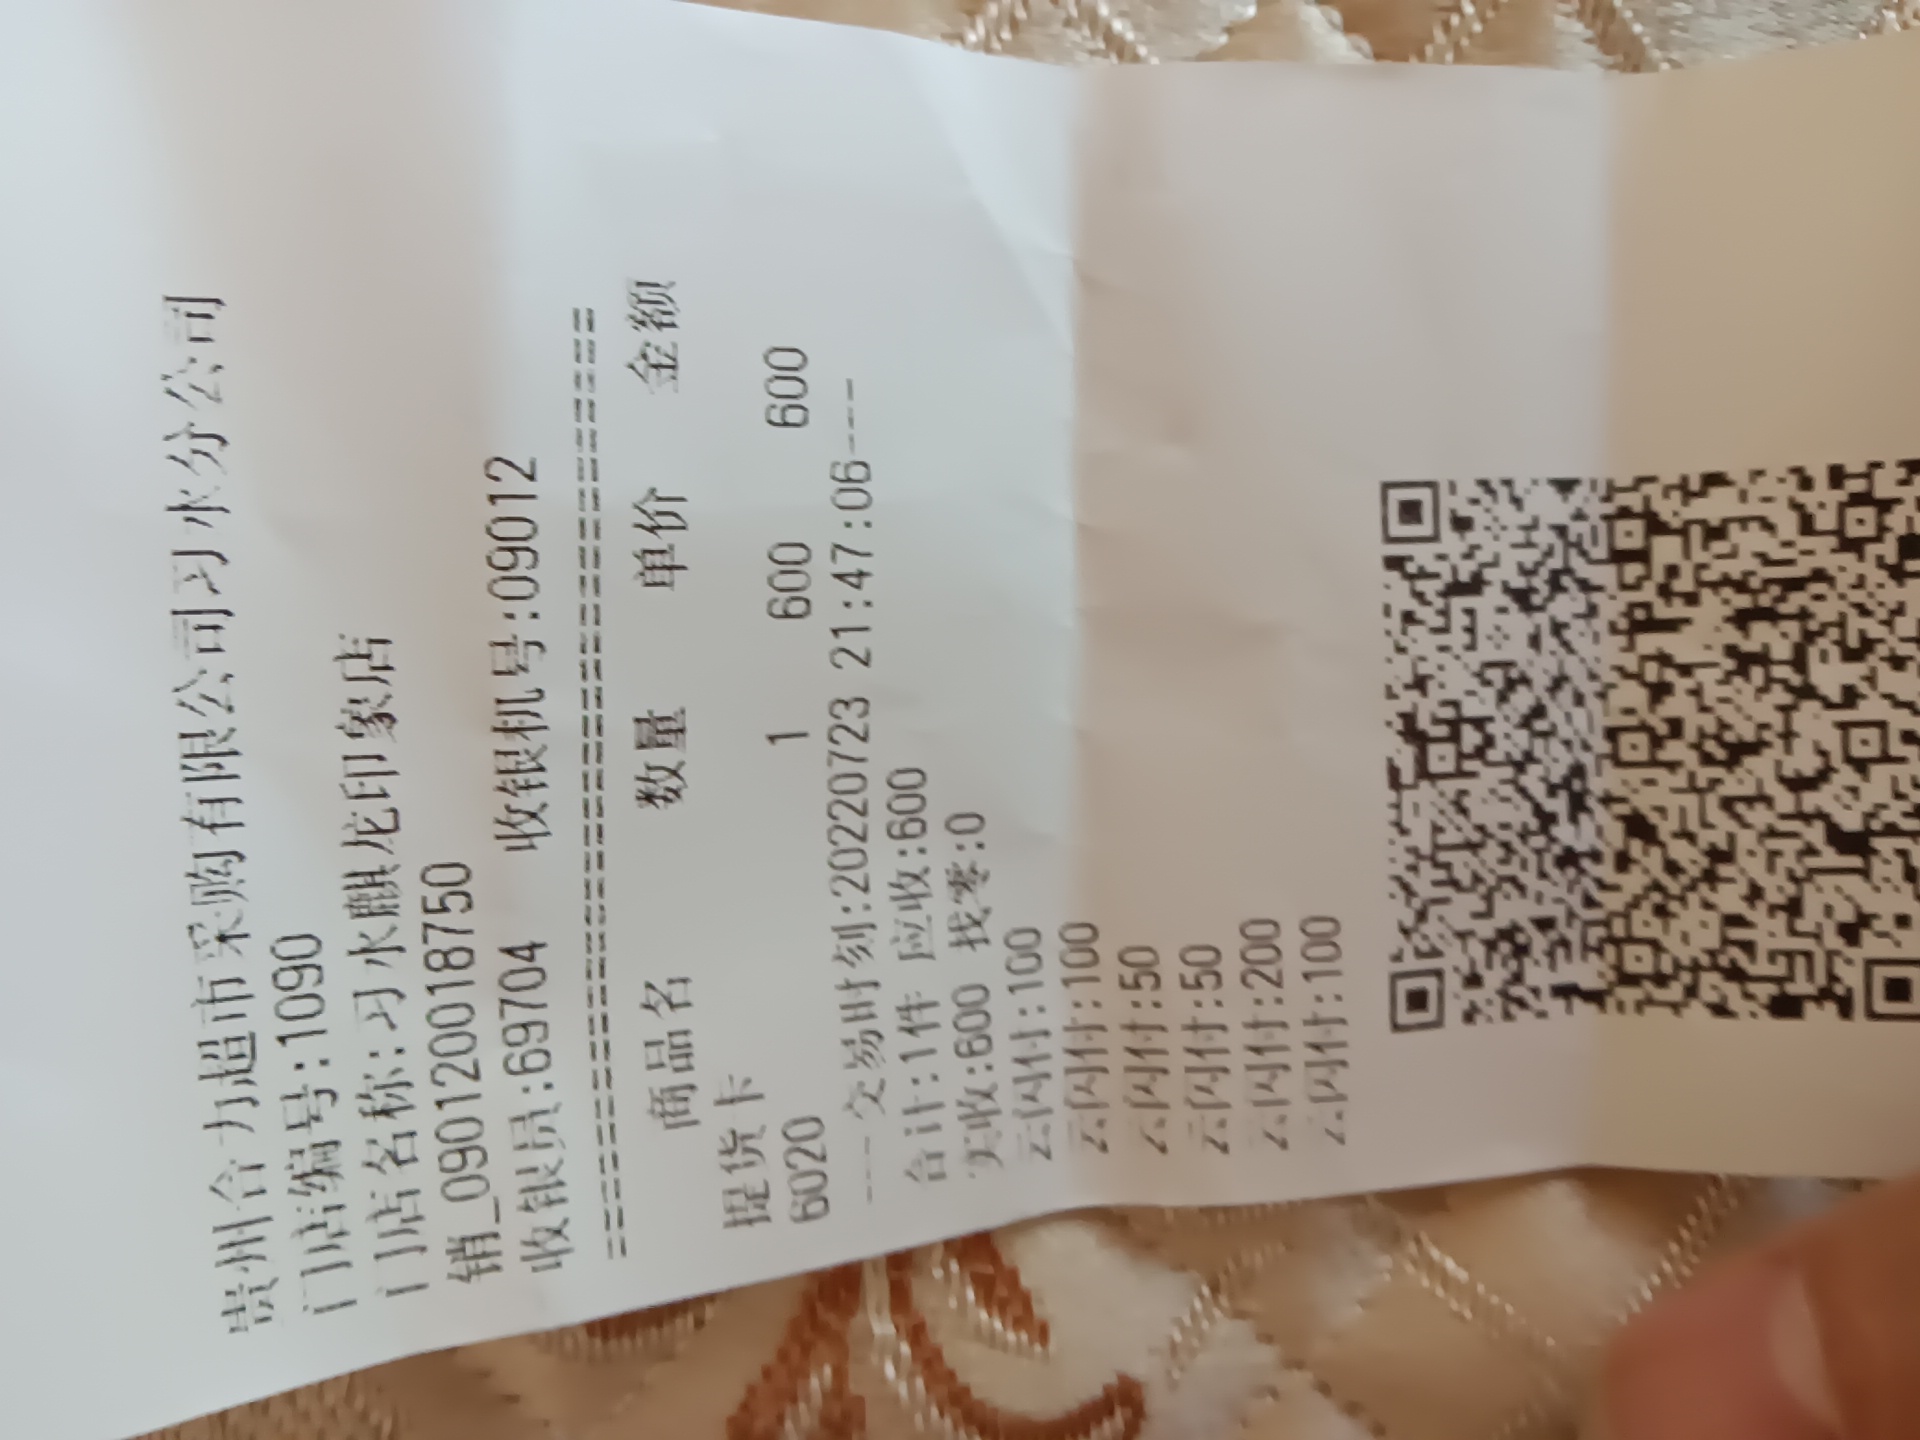 贵州合力超市采购有限公司习水分公司
门店编号:1090
门店名称:习水麒龙印象店
销_0901200018750
收银员:69704 收银机号:09012
==========================================
商品名 数量 单价 金额
提货卡
6020 1 600 600
----交易时刻:20220723 21:47:06----
合计:1件 应收:600
实收:600 找零:0
云闪付:100
云闪付:100
云闪付:50
云闪付:50
云闪付:200
云闪付:100